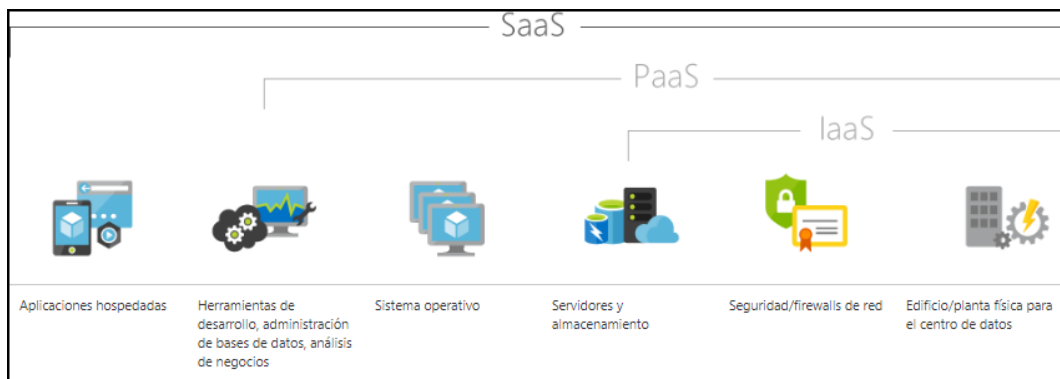 SaaS
PaaS
IaaS
Aplicaciones hospedadas
Herramientas de
desarrollo, administración
de bases de datos, análisis
de negocios
Sistema operativo
Servidores y
almacenamiento
Seguridad/firewalls de red
Edificio/planta física para
el centro de datos